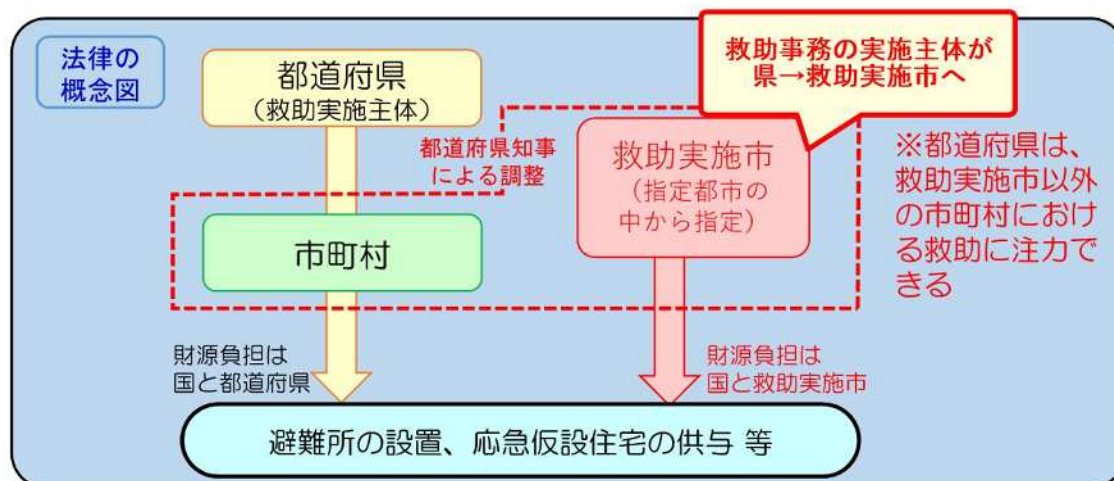 法律の
概念図
都道府県
（救助実施主体）
救助事務の実施主体が
県→救助実施市へ
都道府県知事
による調整
救助実施市
（指定都市の
中から指定）
※都道府県は、
救助実施市以外
の市町村におけ
る救助に注力で
きる
市町村
財源負担は
国と都道府県
財源負担は
国と救助実施市
避難所の設置、応急仮設住宅の供与 等